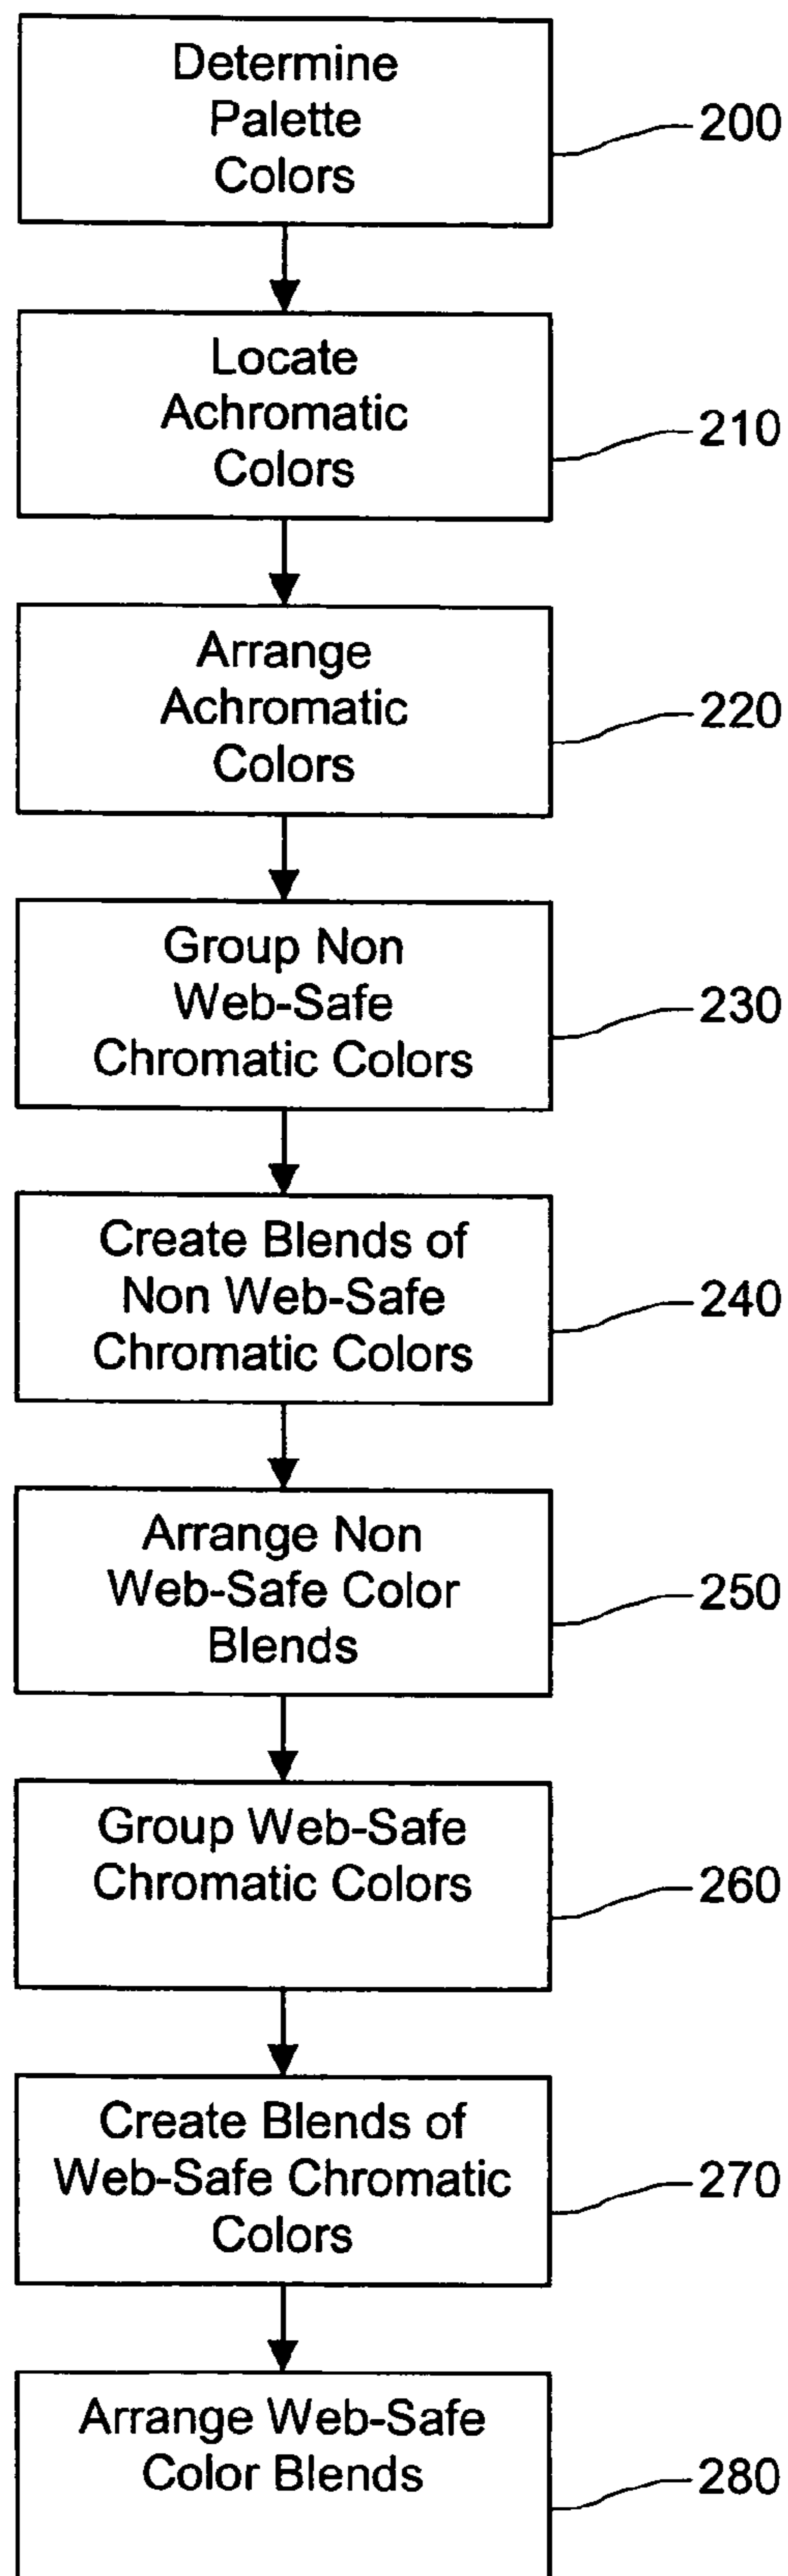 Determine
Palette
Colors
200
Locate
Achromatic
Colors
210
Arrange
Achromatic
Colors
220
Group Non
Web-Safe
Chromatic Colors
230
Create Blends of
Non Web-Safe
Chromatic Colors
240
Arrange Non
Web-Safe Color
Blends
250
Group Web-Safe
Chromatic Colors
260
Create Blends of
Web-Safe Chromatic
Colors
270
Arrange Web-Safe
Color Blends
280